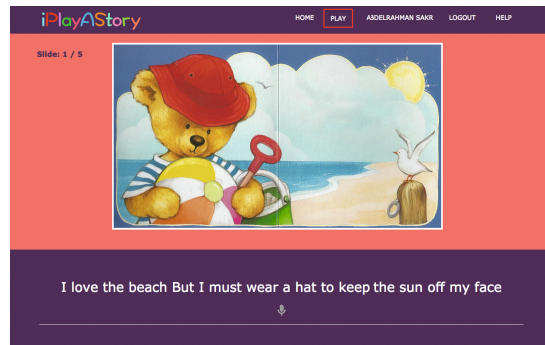 iPlayAStory
HOME PLAY ABDELRAHMAN SAKR LOGOUT HELP
Slide: 1 / 5
I love the beach But I must wear a hat to keep the sun off my face